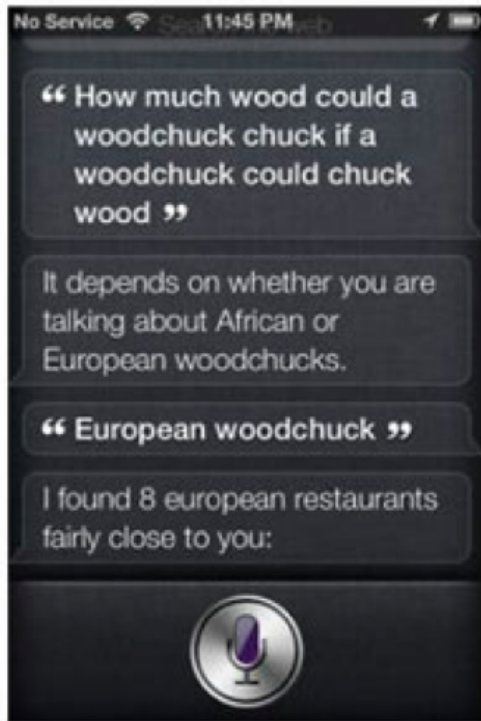 No Service 11:45 PM
“ How much wood could a
woodchuck chuck if a
woodchuck could chuck
wood ”
It depends on whether you are
talking about African or
European woodchucks.
“ European woodchuck ”
I found 8 european restaurants
fairly close to you: